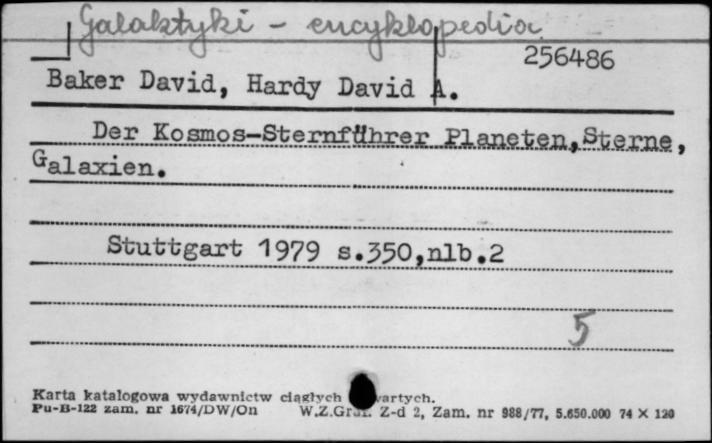 Galaktyki - encyklopedia
256486
Baker David, Hardy David A.
Der Kosmos-Sternführer Planeten, Sterne,
Galaxien.
Stuttgart 1979 s.350,nlb.2
5
Karta katalogowa wydawnictw ciągłych
Pu-B-122 zam. nr 1674/DW/On W.Z.Graf. Z-d 2, Zam. nr 988/77, 5.650.000 74 X 120